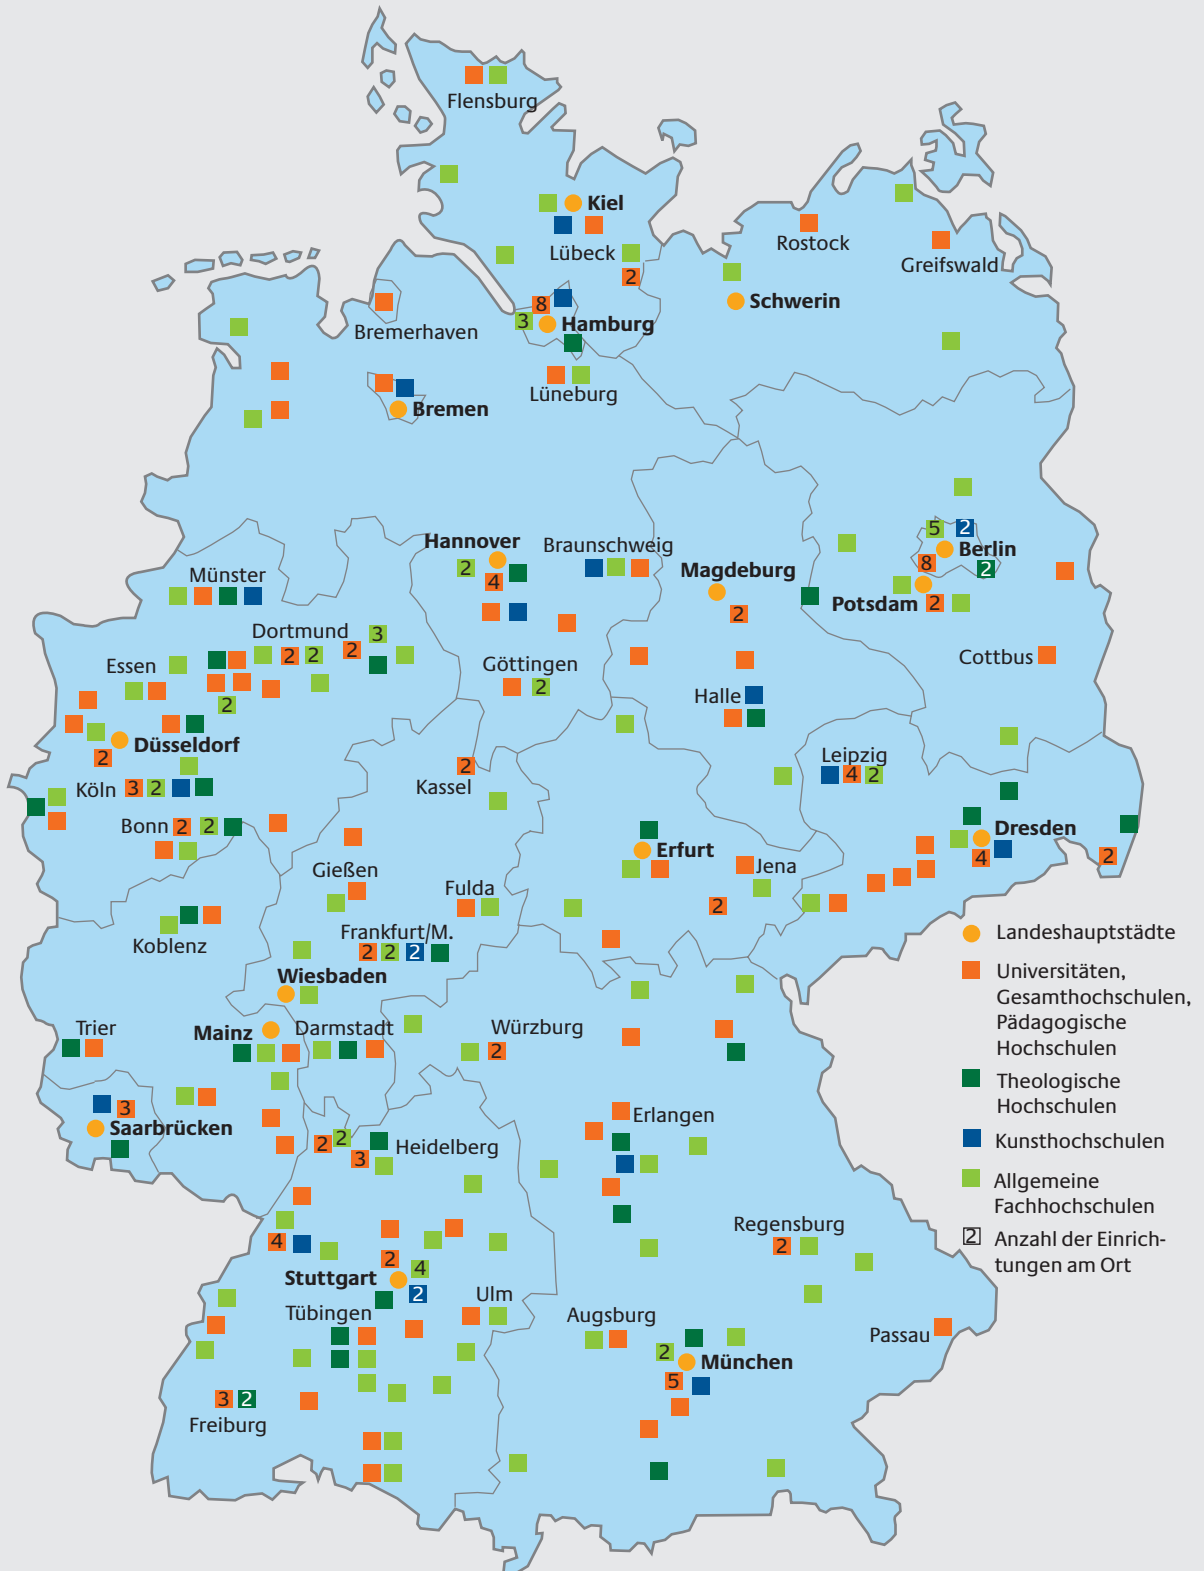 Flensburg
Kiel
Lübeck
Rostock
Greifswald
2
Schwerin
8
3
Hamburg
Bremerhaven
Lüneburg
Bremen
5
2
Hannover
Braunschweig
Berlin
2
4
Magdeburg
8
2
Münster
Potsdam
2
2
Dortmund
3
2
2
2
Essen
Göttingen
2
Cottbus
Halle
2
Düsseldorf
2
Leipzig
4
2
2
Kassel
Köln
3
2
Bonn
2
2
Dresden
4
2
Erfurt
Jena
Gießen
Fulda
2
Koblenz
Frankfurt/M.
2
2
2
Wiesbaden
Trier
Mainz
Darmstadt
Würzburg
2
3
Saarbrücken
Erlangen
2
2
3
Heidelberg
4
Regensburg
2
2
4
Stuttgart
2
Ulm
Tübingen
Augsburg
Passau
2
München
5
3
2
Freiburg
Landeshauptstädte
Universitäten,
Gesamthochschulen,
Pädagogische
Hochschulen
Theologische
Hochschulen
Kunsthochschulen
Allgemeine
Fachhochschulen
2
Anzahl der Einrich-
tungen am Ort